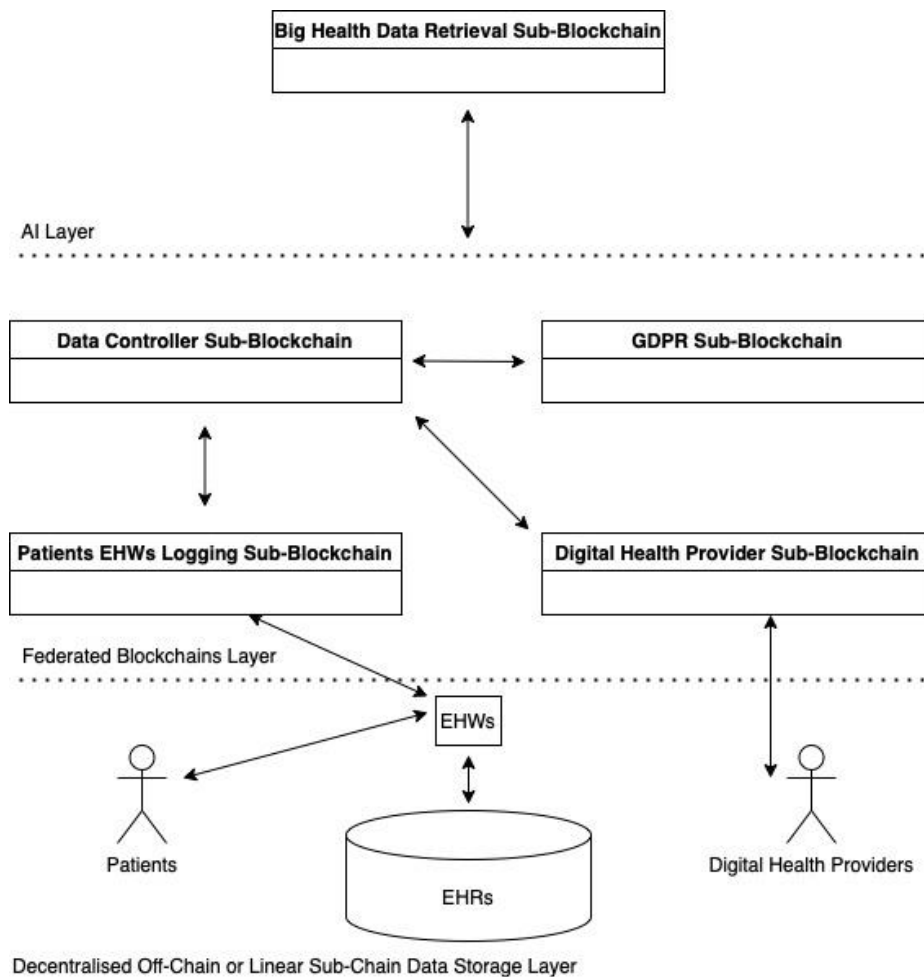 Big Health Data Retrieval Sub-Blockchain
AI Layer
Data Controller Sub-Blockchain
GDPR Sub-Blockchain
Patients EHWs Logging Sub-Blockchain
Digital Health Provider Sub-Blockchain
Federated Blockchains Layer
EHWs
Patients
EHRs
Digital Health Providers
Decentralised Off-Chain or Linear Sub-Chain Data Storage Layer